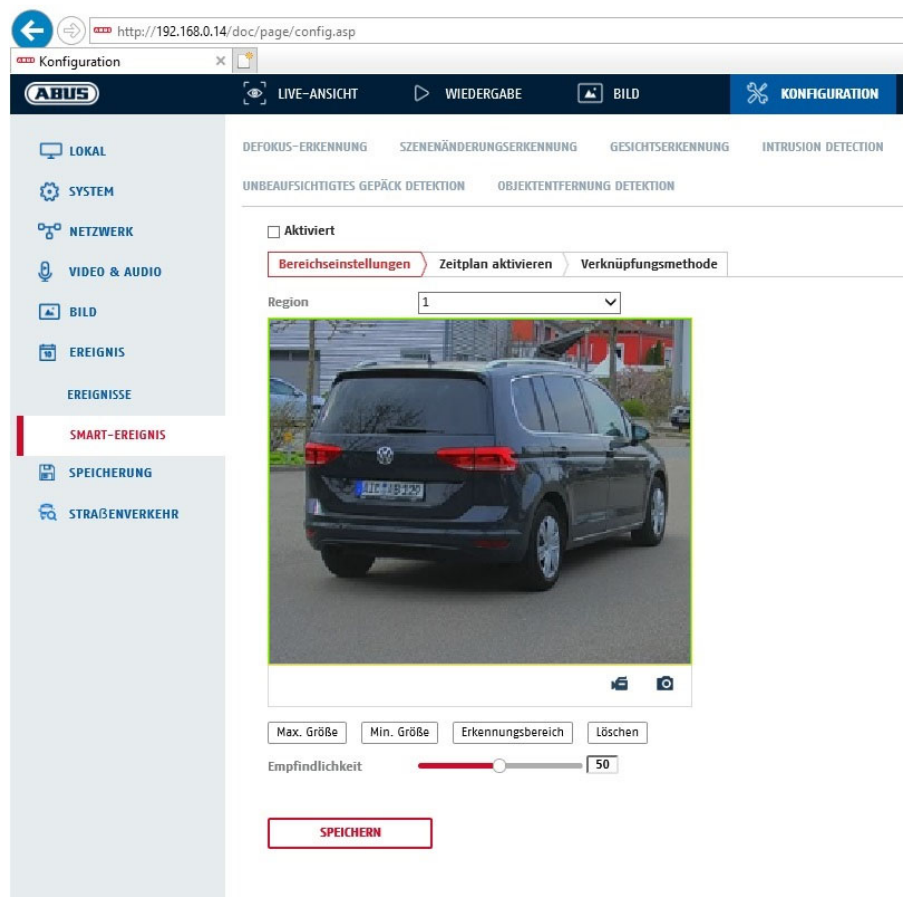 http://192.168.0.14/doc/page/config.asp
Konfiguration
ABUS
LIVE-ANSICHT
WIEDERGABE
BILD
KONFIGURATION
LOKAL
SYSTEM
NETZWERK
VIDEO & AUDIO
BILD
EREIGNIS
EREIGNISSE
SMART-EREIGNIS
SPEICHERUNG
STRAßENVERKEHR
DEFOKUS-ERKENNUNG
SZENENÄNDERUNGSERKENNUNG
GESICHTSERKENNUNG
INTRUSION DETECTION
UNBEAUFSICHTIGTES GEPÄCK DETEKTION
OBJEKTENTFERNUNG DETEKTION
Aktiviert
Bereichseinstellungen
Zeitplan aktivieren
Verknüpfungsmethode
Region
1
Max. Größe
Min. Größe
Erkennungsbereich
Löschen
Empfindlichkeit
50
SPEICHERN